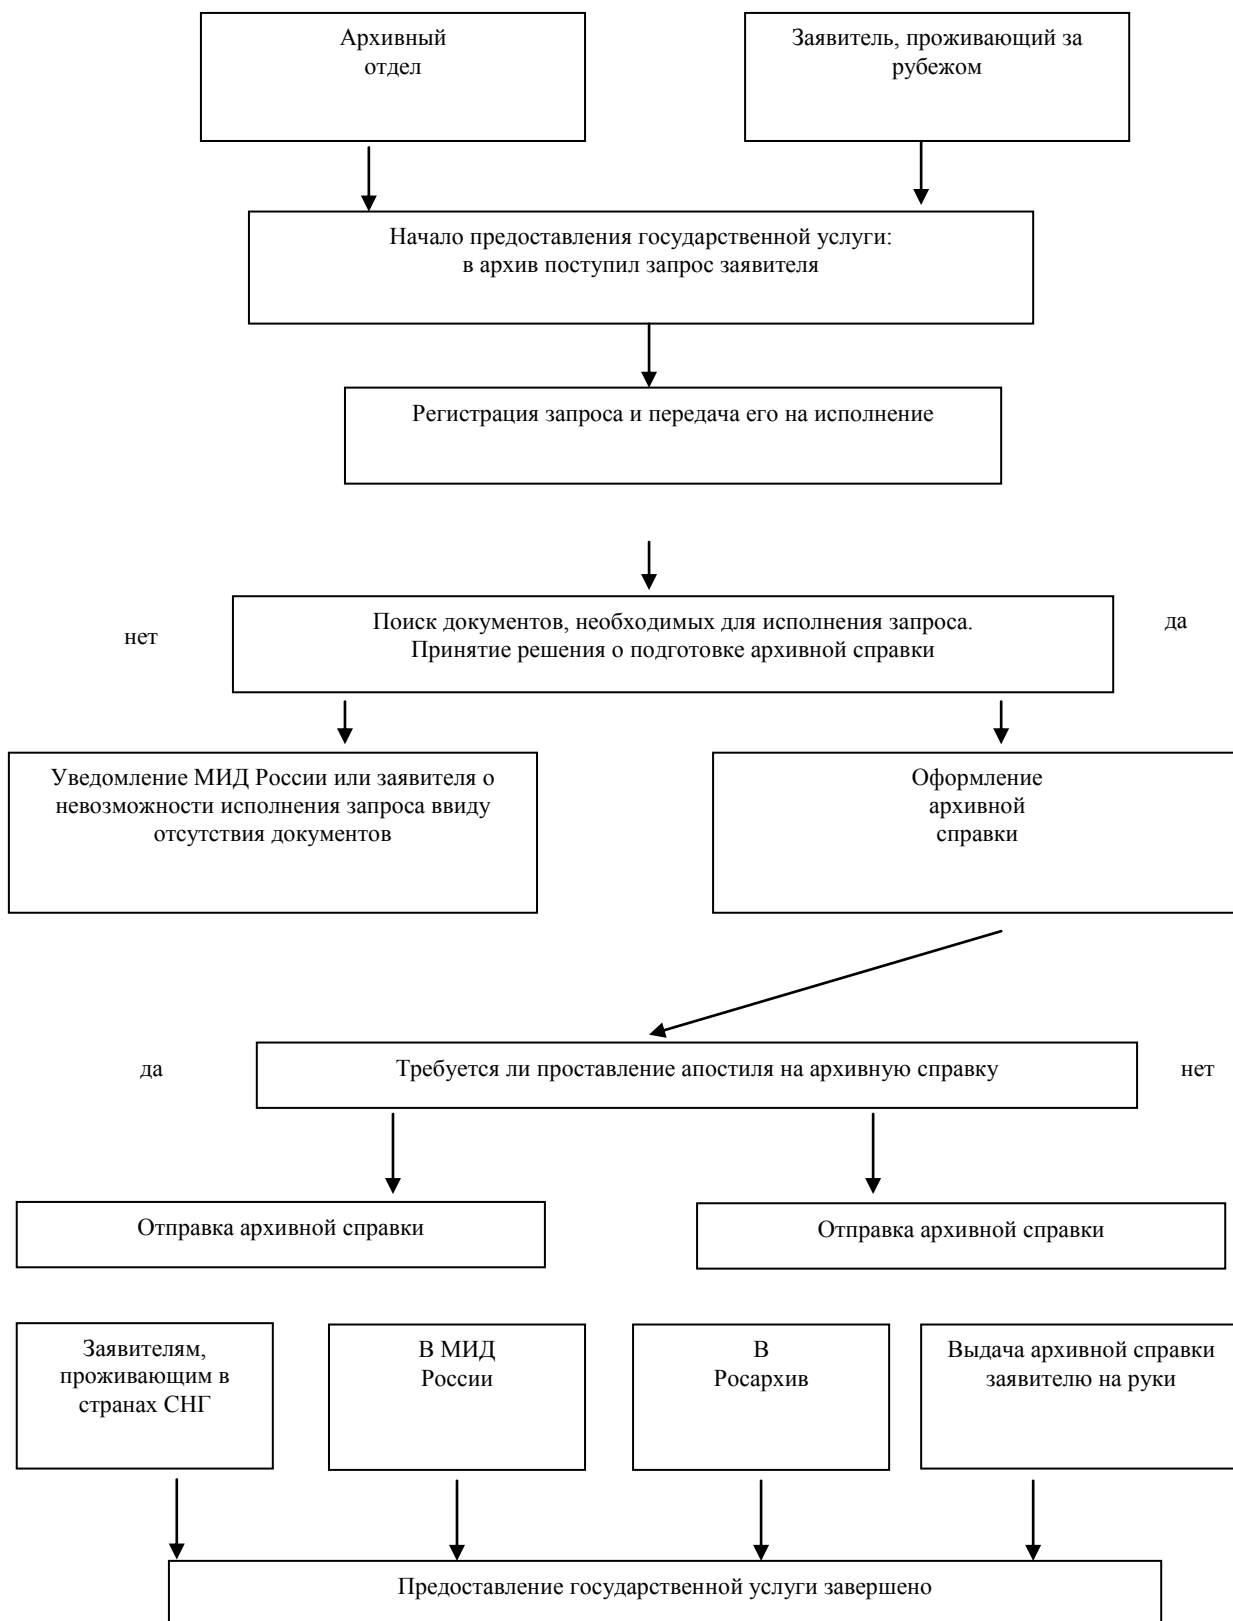 Архивный
отдел
Заявитель, проживающий за
рубежом
Начало предоставления государственной услуги:
в архив поступил запрос заявителя
Регистрация запроса и передача его на исполнение
нет
Поиск документов, необходимых для исполнения запроса.
Принятие решения о подготовке архивной справки
да
Уведомление МИД России или заявителя о
невозможности исполнения запроса ввиду
отсутствия документов
Оформление
архивной
справки
да
Требуется ли проставление апостиля на архивную справку
нет
Отправка архивной справки
Отправка архивной справки
Заявителям,
проживающим в
странах СНГ
В МИД
России
В
Росархив
Выдача архивной справки
заявителю на руки
Предоставление государственной услуги завершено